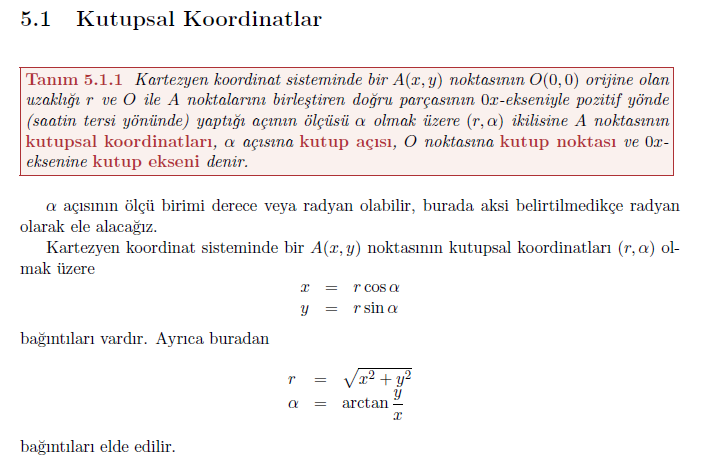 5.1 Kutupsal Koordinatlar
Tanım 5.1.1 Kartezyen koordinat sisteminde bir A(x, y) noktasının O(0, 0) orijine olan
uzaklığı r ve O ile A noktalarını birleştiren doğru parçasının 0x-ekseniyle pozitif yönde
(saatin tersi yönünde) yaptığı açının ölçüsü α olmak üzere (r, α) ikilisine A noktasının
kutupsal koordinatları, α açısına kutup açısı, O noktasına kutup noktası ve 0x-
eksenine kutup ekseni denir.
α açısının ölçü birimi derece veya radyan olabilir, burada aksi belirtilmedikçe radyan
olarak ele alacağız.
Kartezyen koordinat sisteminde bir A(x, y) noktasının kutupsal koordinatları (r, α) ol-
mak üzere
x = r cos α
y = r sin α
bağıntıları vardır. Ayrıca buradan
r = √(x² + y²)
α = arctan y/x
bağıntıları elde edilir.